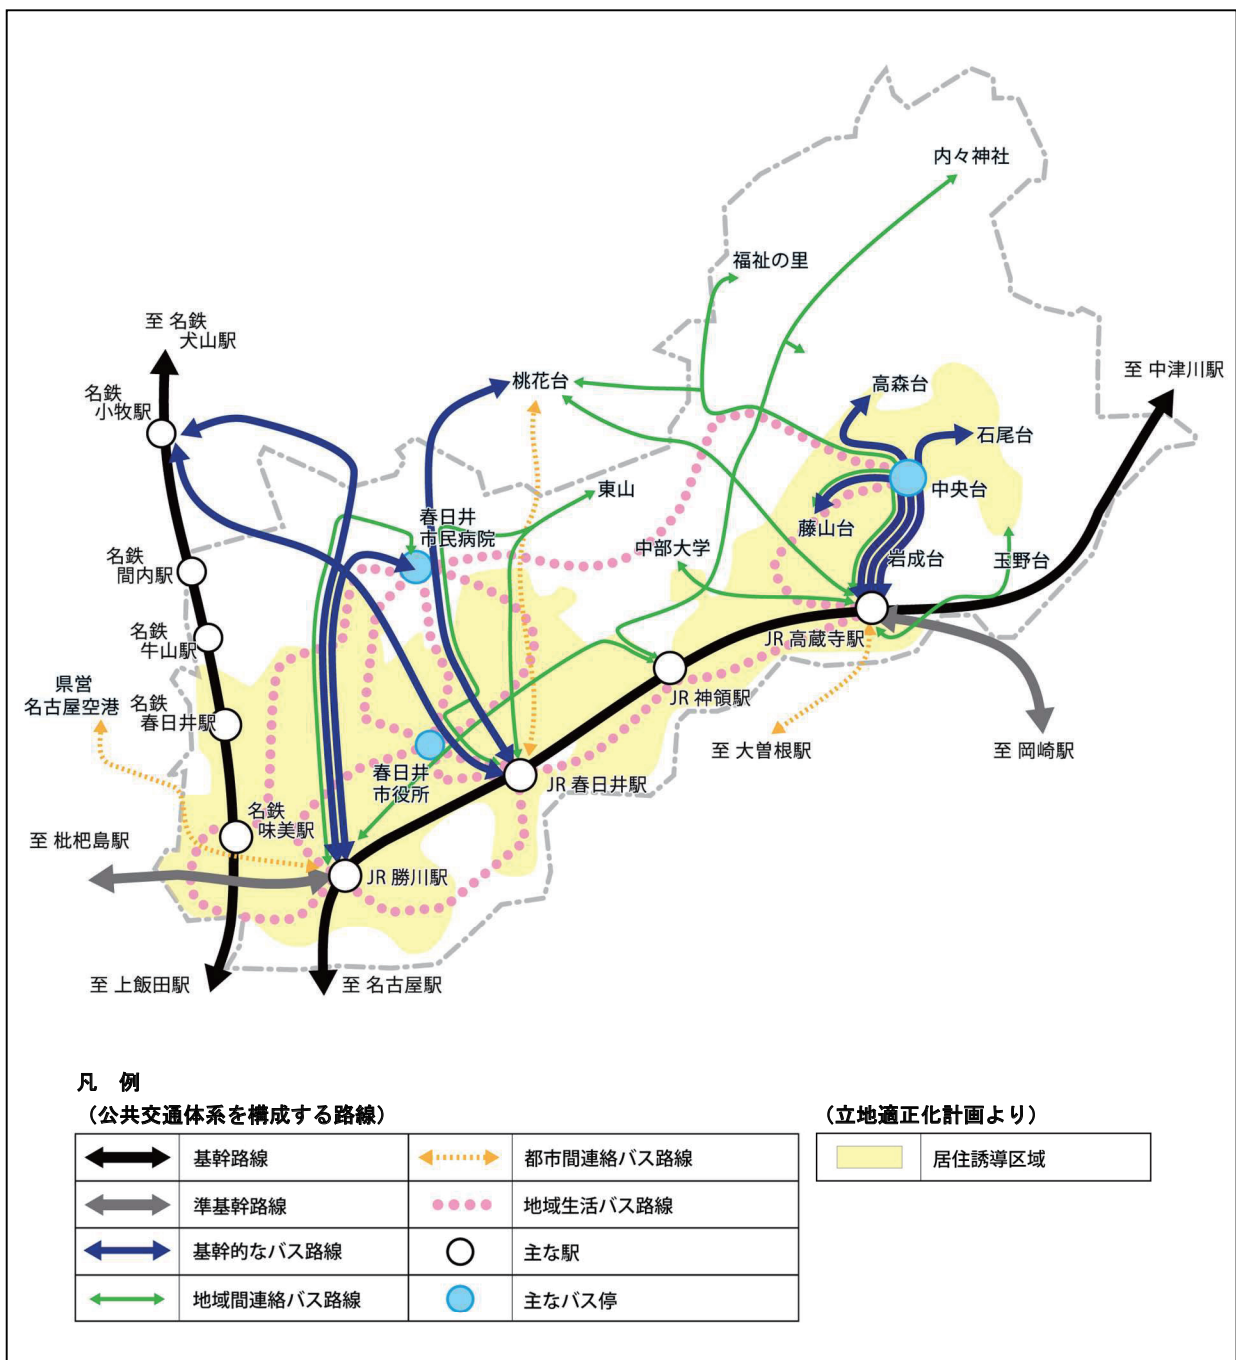 内々神社
福祉の里
至 名鉄
犬山駅
至 中津川駅
桃花台
高森台
名鉄
小牧駅
石尾台
中央台
東山
春日井
市民病院
藤山台
中部大学
岩成台
玉野台
名鉄
間内駅
名鉄
牛山駅
JR 高蔵寺駅
県営
名古屋空港
名鉄
春日井駅
JR 神領駅
至 大曽根駅
至 岡崎駅
春日井
市役所
JR 春日井駅
名鉄
味美駅
至 枇杷島駅
JR 勝川駅
至 上飯田駅
至 名古屋駅
凡 例
（公共交通体系を構成する路線）
（立地適正化計画より）
基幹路線
都市間連絡バス路線
居住誘導区域
準基幹路線
地域生活バス路線
基幹的なバス路線
主な駅
地域間連絡バス路線
主なバス停